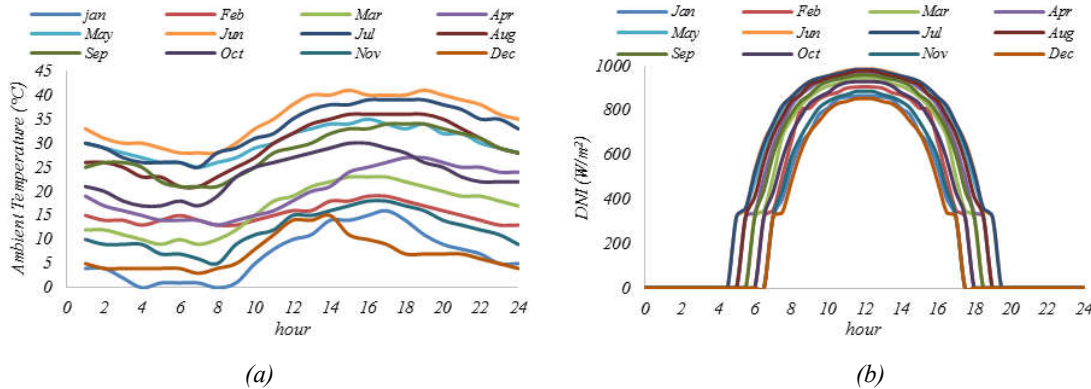 jan Feb Mar Apr
May Jun Jul Aug
Sep Oct Nov Dec
45
40
35
30
25
20
15
10
5
0
Ambient Temperature (°C)
0 2 4 6 8 10 12 14 16 18 20 22 24
hour
(a)
Jan Feb Mar Apr
May Jun Jul Aug
Sep Oct Nov Dec
1000
800
600
400
200
0
DNI (W/m²)
0 2 4 6 8 10 12 14 16 18 20 22 24
hour
(b)